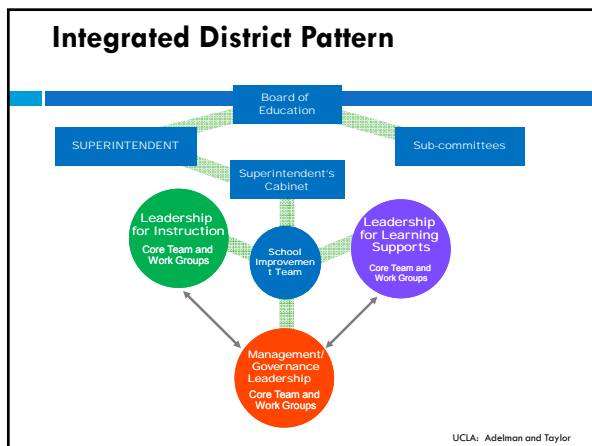 Integrated District Pattern
Board of
Education
SUPERINTENDENT
Sub-committees
Superintendent's
Cabinet
Leadership
for Instruction
Core Team and
Work Groups
School
Improvemen
t Team
Leadership
for Learning
Supports
Core Team and
Work Groups
Management/
Governance
Leadership
Core Team and
Work Groups
UCLA: Adelman and Taylor